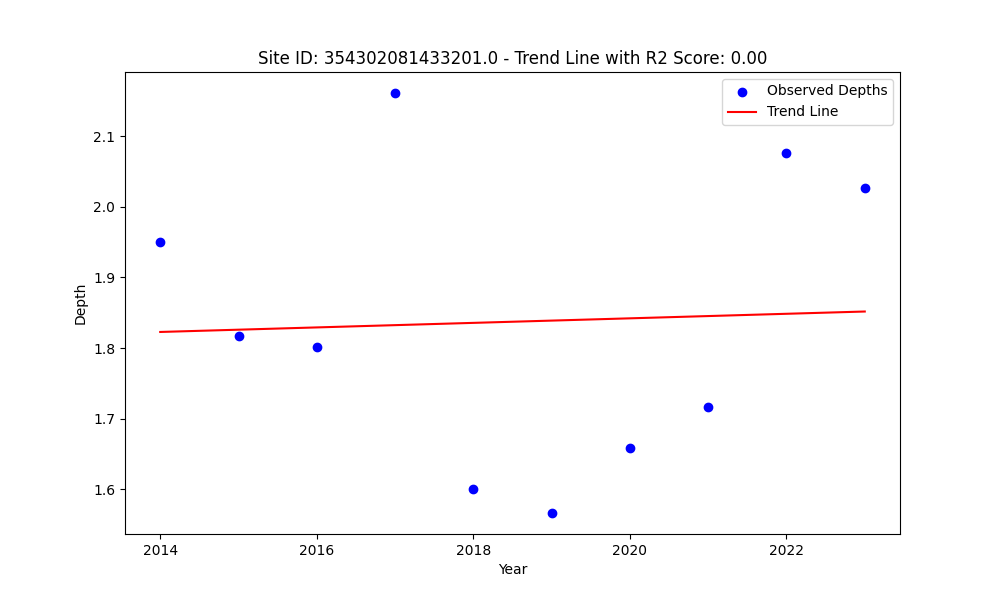 Site ID: 354302081433201.0 - Trend Line with R2 Score: 0.00
Observed Depths
Trend Line
2.1
2.0
1.9
1.8
1.7
1.6
Depth
2014
2016
2018
2020
2022
Year